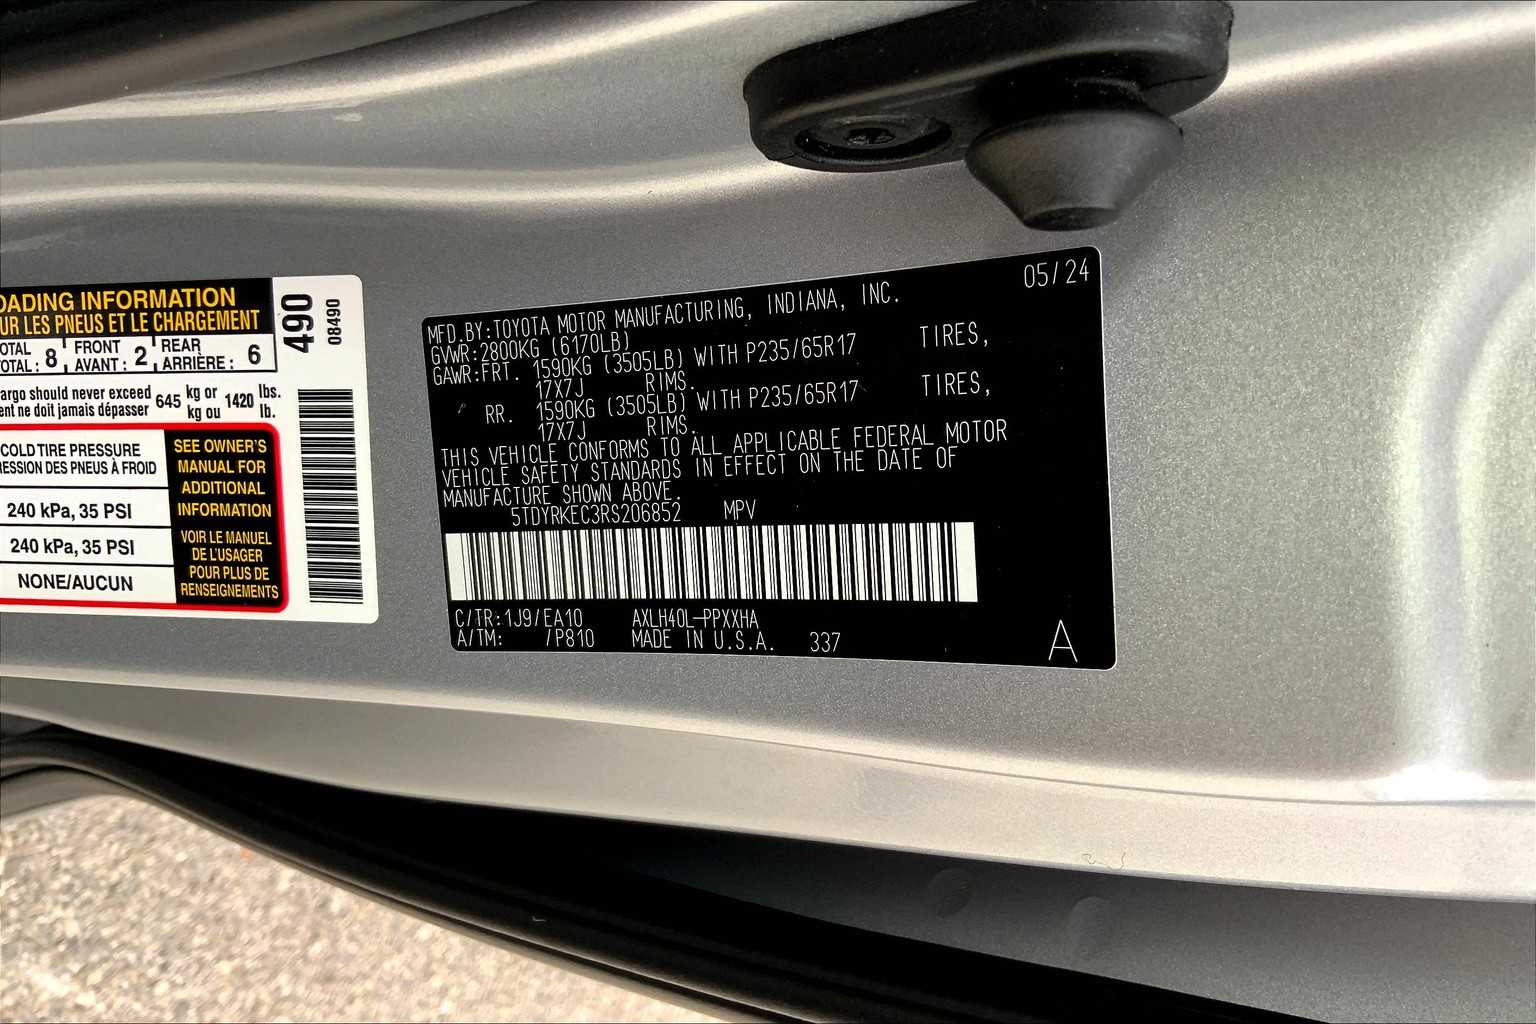 OADING INFORMATION
UR LES PNEUS ET LE CHARGEMENT
OTAL
OTAL : 8
FRONT
AVANT : 2
REAR
ARRIÈRE : 6
argo should never exceed 645 kg or 1420 lbs.
ent ne doit jamais dépasser kg ou lb.
COLD TIRE PRESSURE
RESSION DES PNEUS À FROID
240 kPa, 35 PSI
240 kPa, 35 PSI
NONE/AUCUN
SEE OWNER'S
MANUAL FOR
ADDITIONAL
INFORMATION
VOIR LE MANUEL
DE L'USAGER
POUR PLUS DE
RENSEIGNEMENTS
490
08490
05/24
MFD.BY:TOYOTA MOTOR MANUFACTURING, INDIANA, INC.
GVWR:2800KG (6170LB)
GAWR:FRT. 1590KG (3505LB) WITH P235/65R17 TIRES,
17X7J RIMS.
RR. 1590KG (3505LB) WITH P235/65R17 TIRES,
17X7J RIMS.
THIS VEHICLE CONFORMS TO ALL APPLICABLE FEDERAL MOTOR
VEHICLE SAFETY STANDARDS IN EFFECT ON THE DATE OF
MANUFACTURE SHOWN ABOVE.
5TDYRKEC3RS206852 MPV
C/TR:1J9/EA10 AXLH40L-PPXXHA
A/TM: /P810 MADE IN U.S.A. 337
A